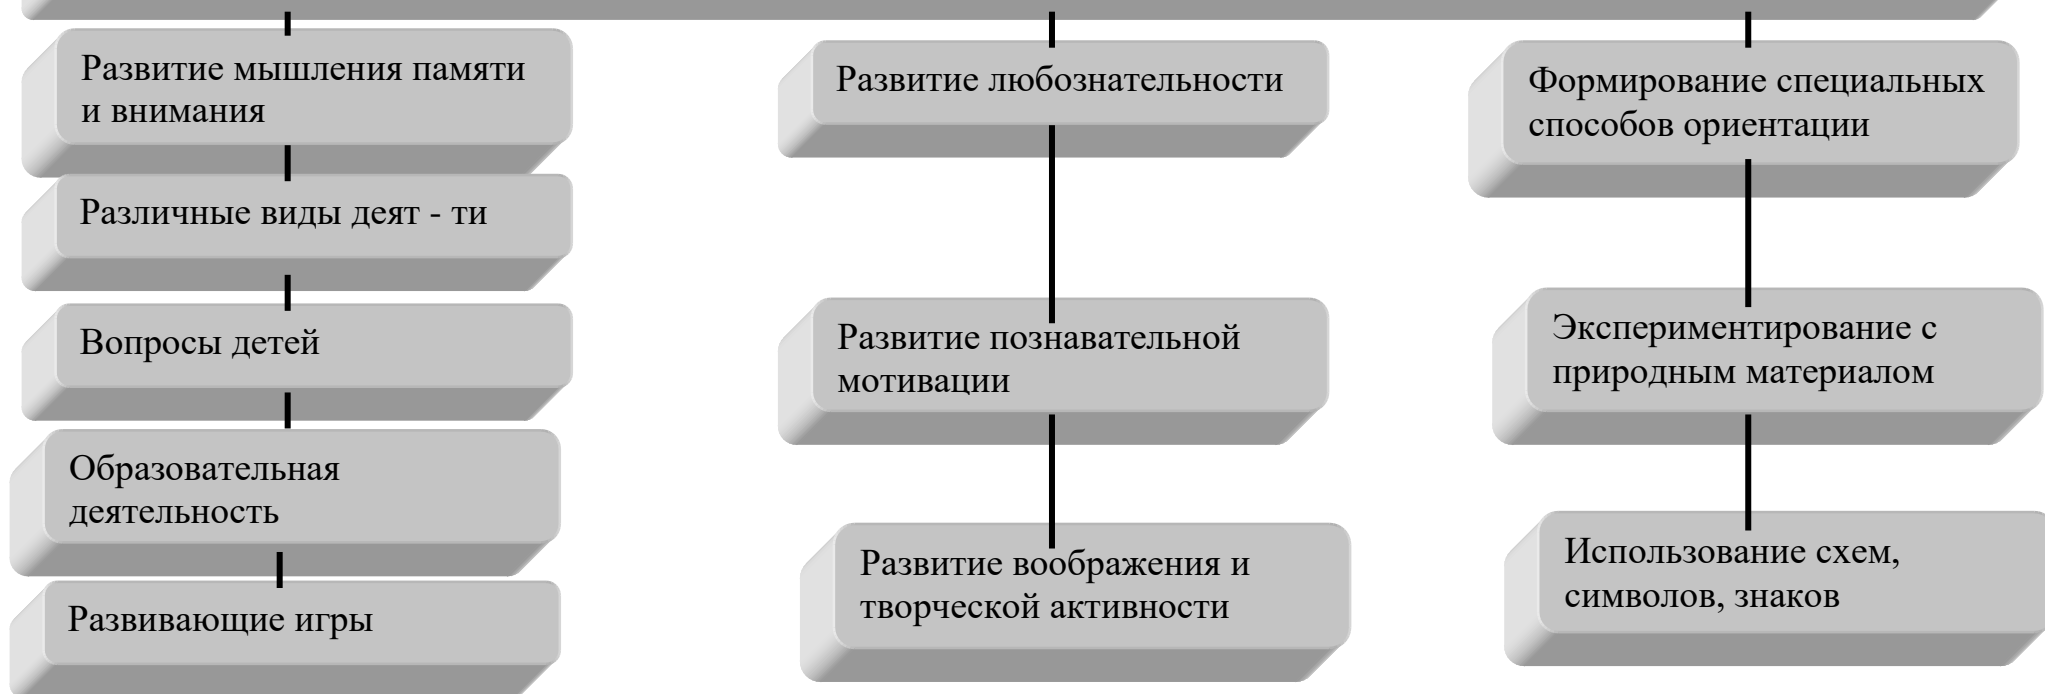 Развитие мышления памяти
и внимания
Различные виды деят - ти
Вопросы детей
Образовательная
деятельность
Развивающие игры
Развитие любознательности
Развитие познавательной
мотивации
Развитие воображения и
творческой активности
Формирование специальных
способов ориентации
Экспериментирование с
природным материалом
Использование схем,
символов, знаков